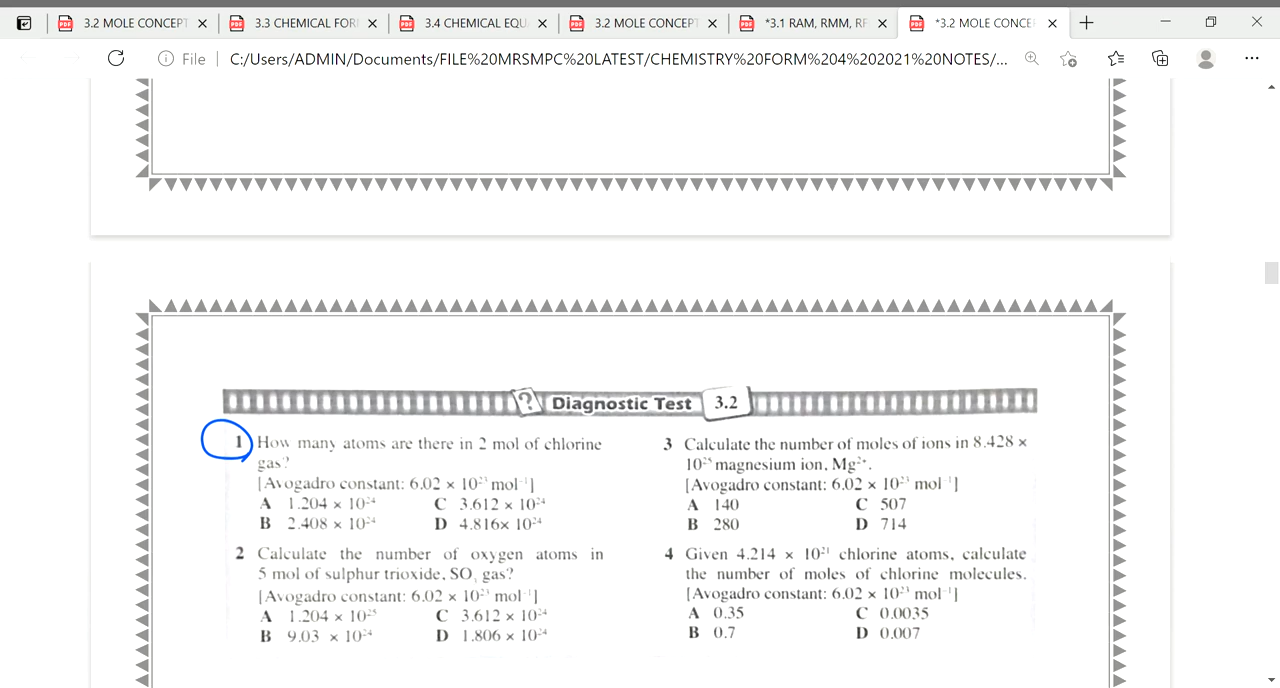 3.2 MOLE CONCEPT
3.3 CHEMICAL FOR
3.4 CHEMICAL EQU
3.2 MOLE CONCEPT
*3.1 RAM, RMM, RF
*3.2 MOLE CONCE
File
C:/Users/ADMIN/Documents/FILE%20MRSMPC%20LATEST/CHEMISTRY%20FORM%204%202021%20NOTES/...
? Diagnostic Test 3.2
1 How many atoms are there in 2 mol of chlorine
gas?
[Avogadro constant: 6.02 × 10²³ mol⁻¹]
A 1.204 × 10²⁴ C 3.612 × 10²⁴
B 2.408 × 10²⁴ D 4.816× 10²⁴
2 Calculate the number of oxygen atoms in
5 mol of sulphur trioxide, SO₃ gas?
[Avogadro constant: 6.02 × 10²³ mol⁻¹]
A 1.204 × 10²⁵ C 3.612 × 10²⁴
B 9.03 × 10²⁴ D 1.806 × 10²⁴
3 Calculate the number of moles of ions in 8.428 ×
10²⁵ magnesium ion, Mg²⁺.
[Avogadro constant: 6.02 × 10²³ mol⁻¹]
A 140 C 507
B 280 D 714
4 Given 4.214 × 10²¹ chlorine atoms, calculate
the number of moles of chlorine molecules.
[Avogadro constant: 6.02 × 10²³ mol⁻¹]
A 0.35 C 0.0035
B 0.7 D 0.007